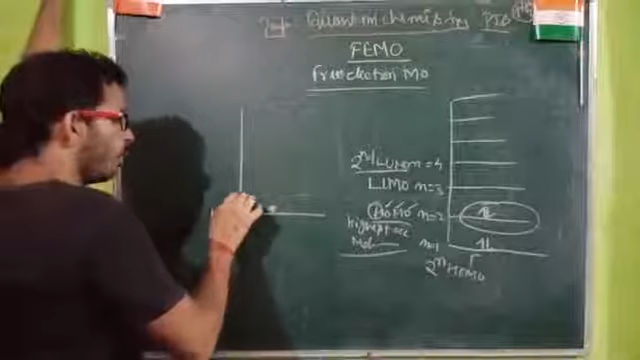 Quantum chemistry PIB
FEMO
Free electron MO
2nd LUMO n=4
LUMO n=3
HOMO n=2
highest occ
Mol
n=1
2nd HOMO